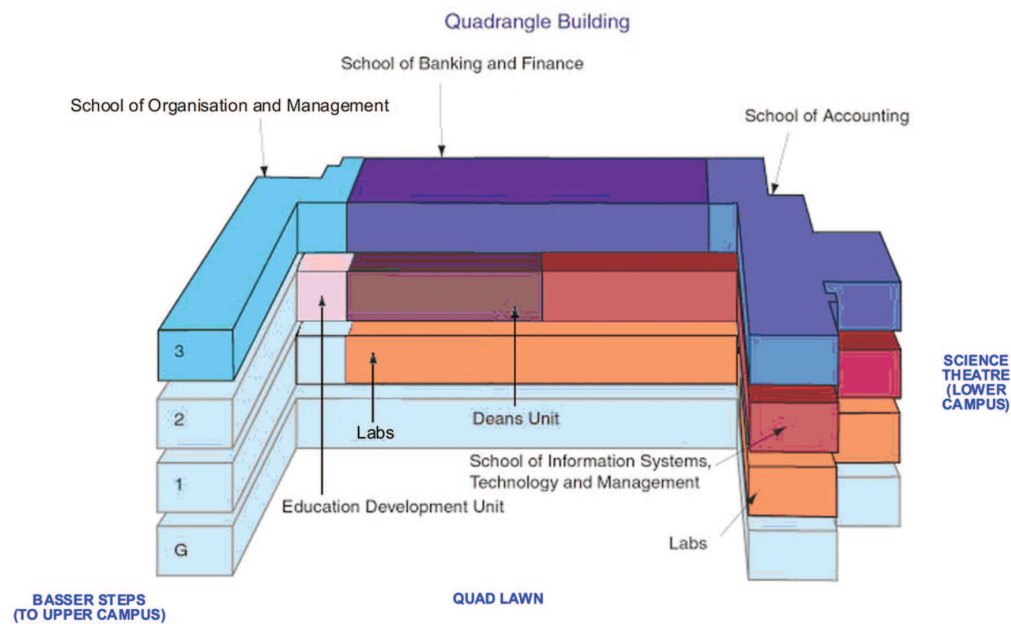 Quadrangle Building
School of Banking and Finance
School of Organisation and Management
School of Accounting
3
2
1
G
SCIENCE
THEATRE
(LOWER
CAMPUS)
Deans Unit
Labs
School of Information Systems,
Technology and Management
Education Development Unit
Labs
BASSER STEPS
(TO UPPER CAMPUS)
QUAD LAWN